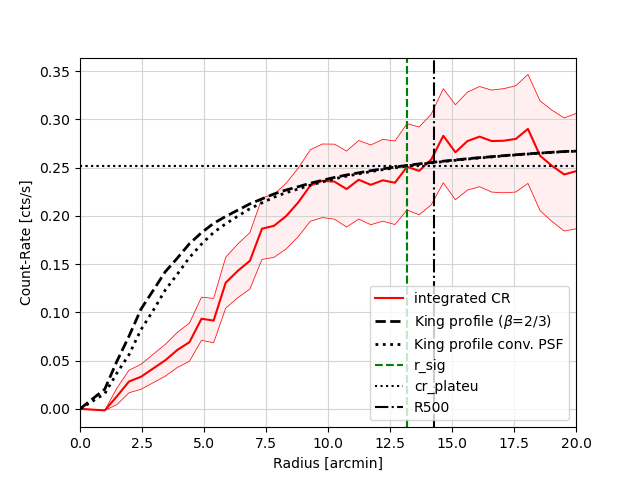 0.35
0.30
0.25
0.20
0.15
0.10
0.05
0.00
Count-Rate [cts/s]
integrated CR
King profile (β=2/3)
King profile conv. PSF
r_sig
cr_plateu
R500
0.0 2.5 5.0 7.5 10.0 12.5 15.0 17.5 20.0
Radius [arcmin]